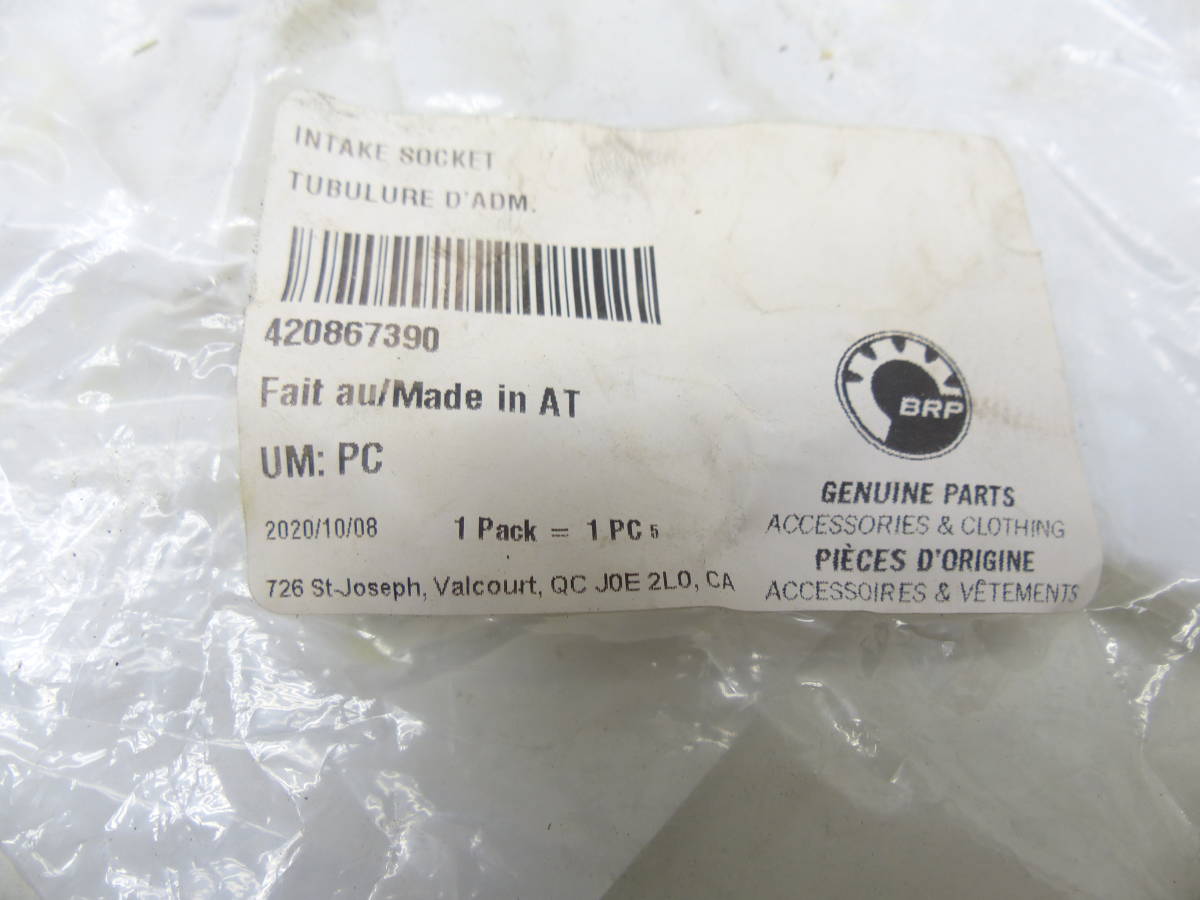 INTAKE SOCKET
TUBULURE D'ADM.
420867390
Fait au/Made in AT
UM: PC
2020/10/08 1 Pack = 1 PC 5
726 St-Joseph, Valcourt, QC J0E 2L0, CA
BRP
GENUINE PARTS
ACCESSORIES & CLOTHING
PIÈCES D'ORIGINE
ACCESSOIRES & VÊTEMENTS